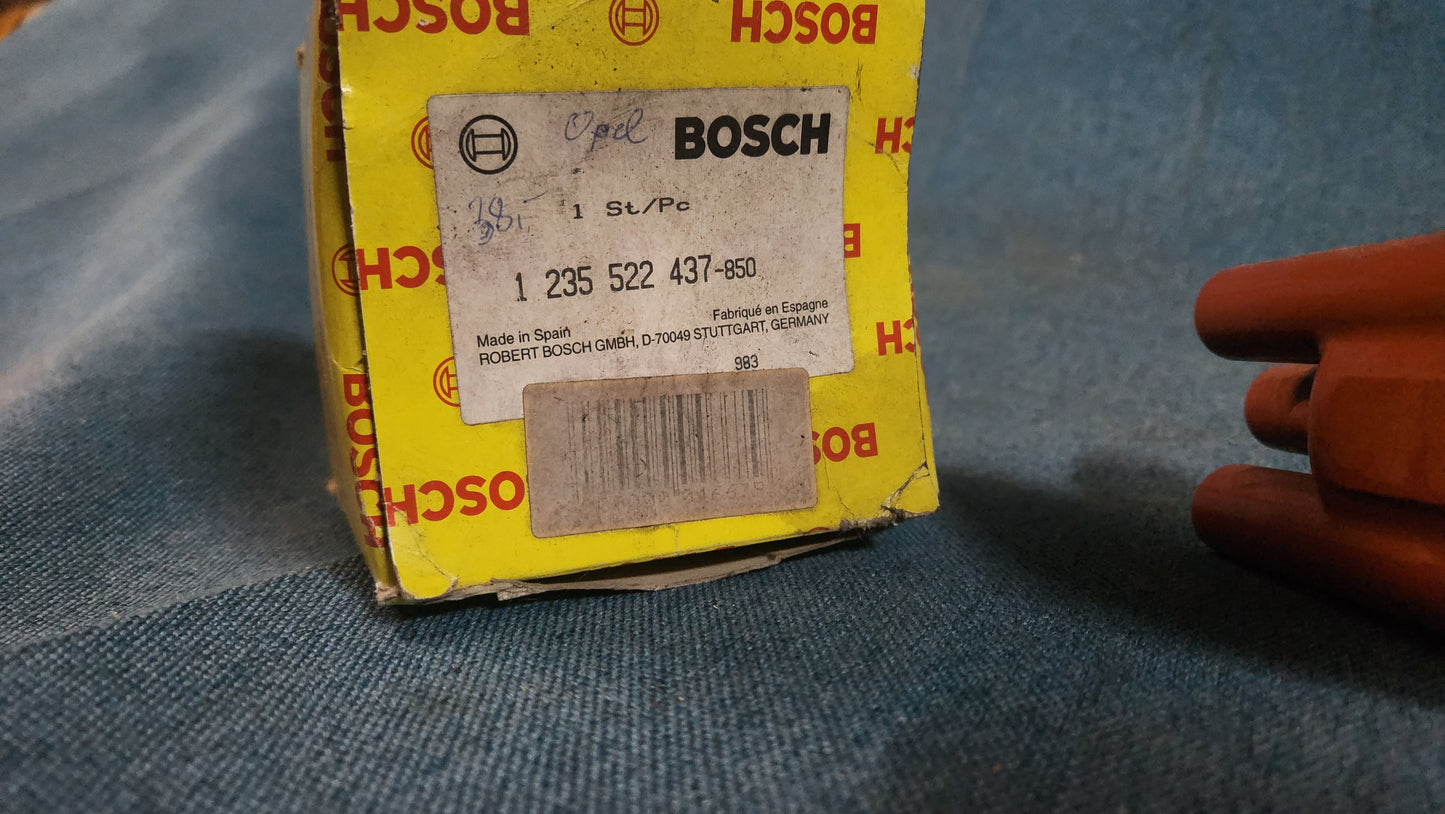 BOSCH BOSCH
Opel BOSCH
1 St/Pc
1 235 522 437-850
Fabriqué en Espagne
Made in Spain
ROBERT BOSCH GMBH, D-70049 STUTTGART, GERMANY
983
BOSCH
BOSCH
BOSCH